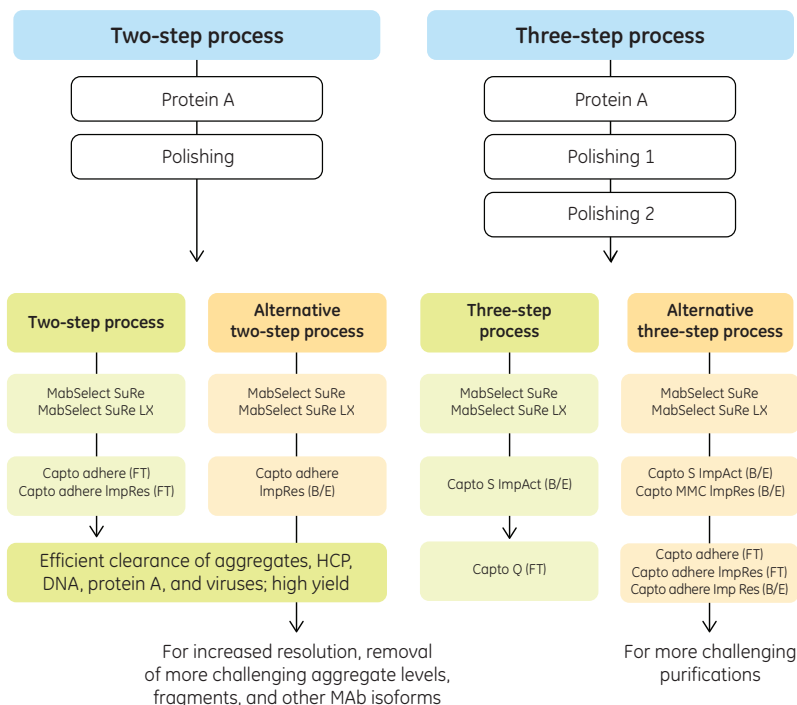 Two-step process
Protein A
Polishing
Three-step process
Protein A
Polishing 1
Polishing 2
Two-step process
MabSelect SuRe
MabSelect SuRe LX
Capto adhere (FT)
Capto adhere ImpRes (FT)
Alternative
two-step process
MabSelect SuRe
MabSelect SuRe LX
Capto adhere
ImpRes (B/E)
Efficient clearance of aggregates, HCP,
DNA, protein A, and viruses; high yield
For increased resolution, removal
of more challenging aggregate levels,
fragments, and other MAb isoforms
Three-step
process
MabSelect SuRe
MabSelect SuRe LX
Capto S ImpAct (B/E)
Capto Q (FT)
Alternative
three-step process
MabSelect SuRe
MabSelect SuRe LX
Capto S ImpAct (B/E)
Capto MMC ImpRes (B/E)
Capto adhere (FT)
Capto adhere ImpRes (FT)
Capto adhere Imp Res (B/E)
For more challenging
purifications